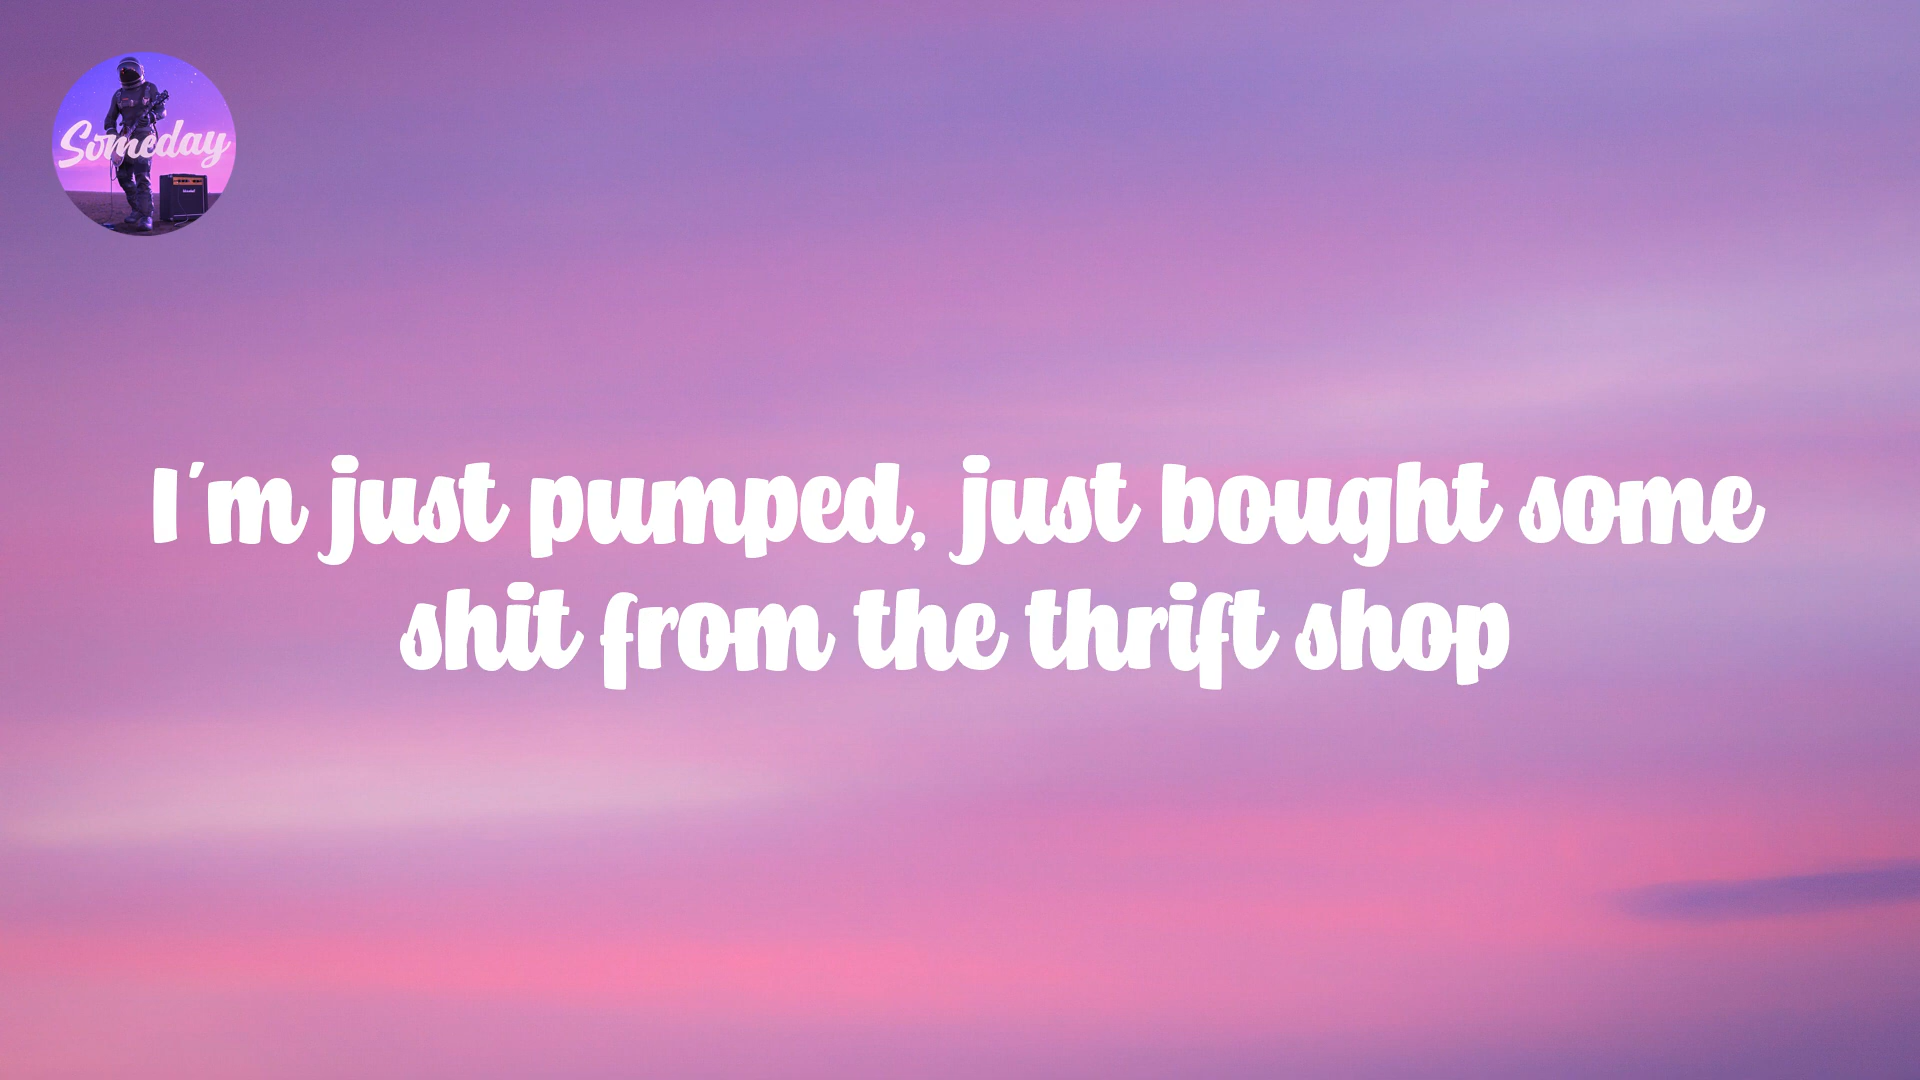 Someday
I'm just pumped, just bought some
shit from the thrift shop